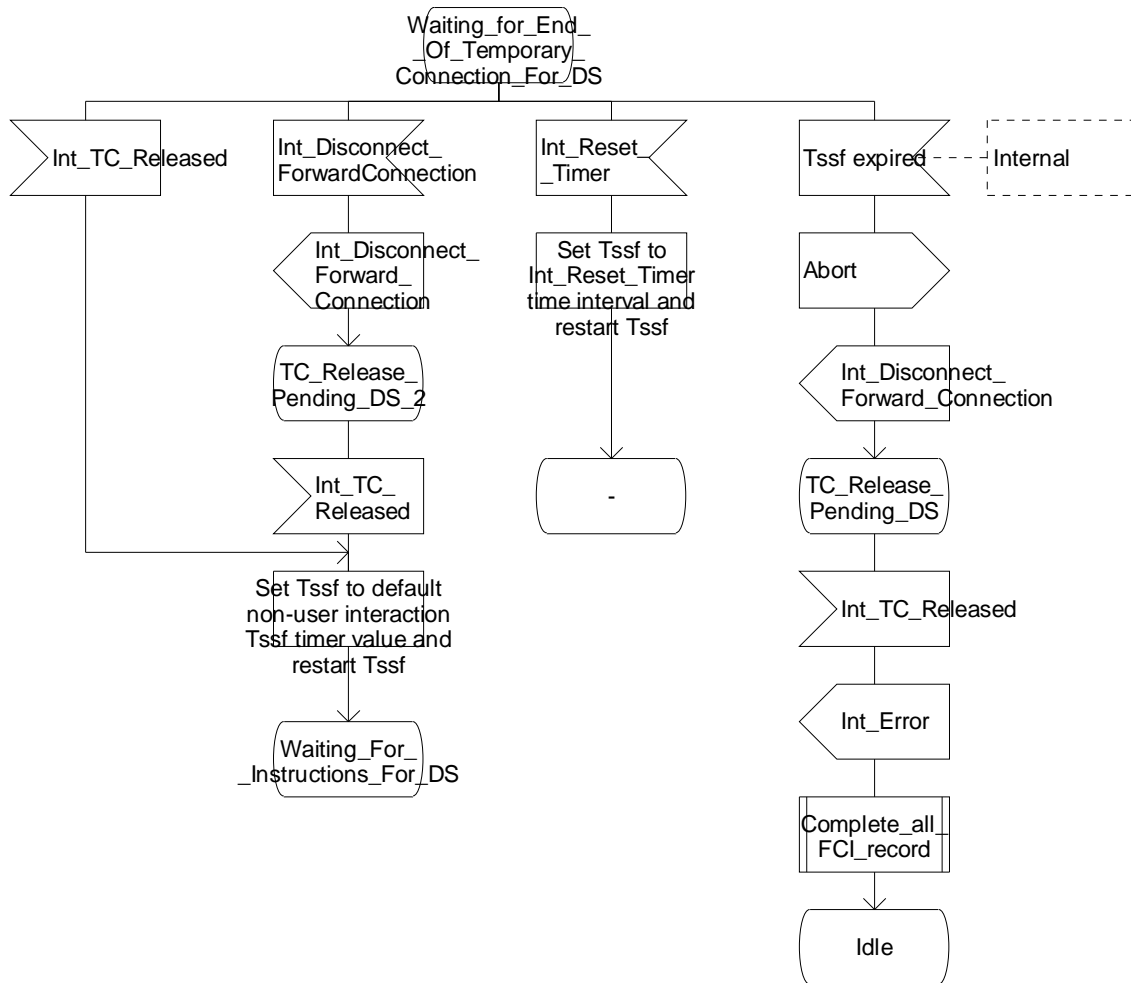 Waiting_for_End_
_Of_Temporary_
Connection_For_DS
Int_TC_Released
Int_Disconnect_
ForwardConnection
Int_Reset_
_Timer
Tssf expired
Internal
Int_Disconnect_
Forward_
Connection
Set Tssf to
Int_Reset_Timer
time interval and
restart Tssf
Abort
TC_Release_
Pending_DS_2
Int_Disconnect_
Forward_Connection
Int_TC_
Released
-
TC_Release_
Pending_DS
Set Tssf to default
non-user interaction
Tssf timer value and
restart Tssf
Int_TC_Released
Waiting_For_
_Instructions_For_DS
Int_Error
Complete_all_
FCI_record
Idle